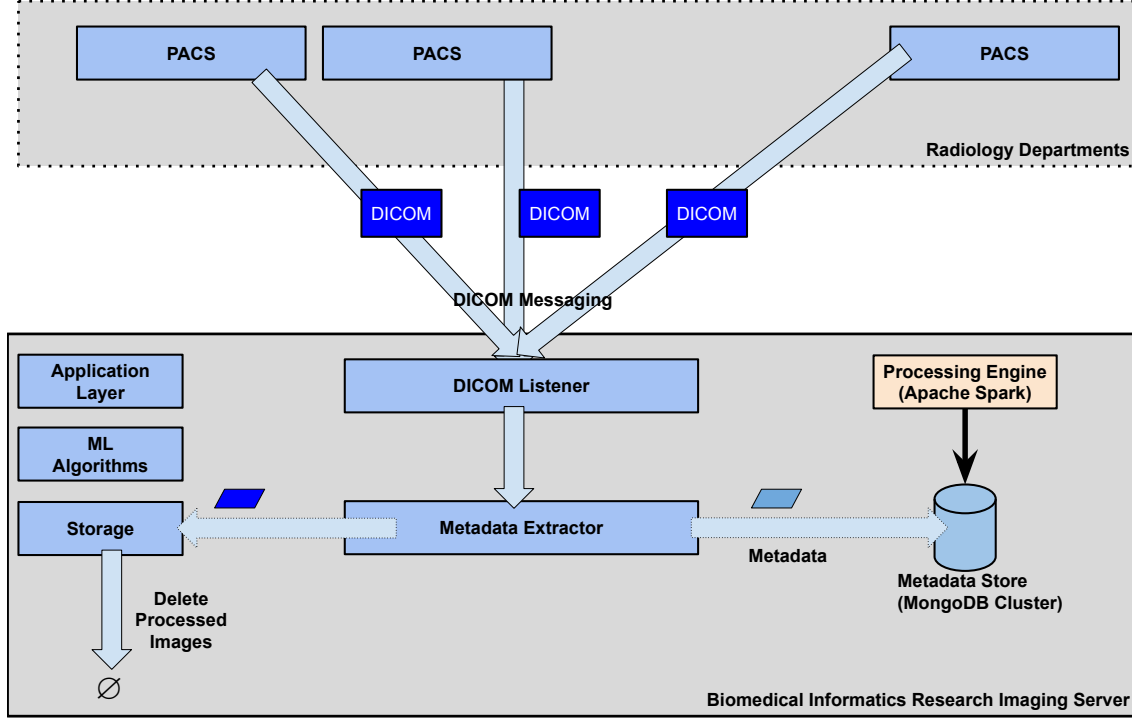 PACS
PACS
PACS
Radiology Departments
DICOM
DICOM
DICOM
DICOM Messaging
Application
Layer
DICOM Listener
Processing Engine
(Apache Spark)
ML
Algorithms
Storage
Metadada Extractor
Metadata
Metadata Store
(MongoDB Cluster)
Delete
Processed
Images
∅
Biomedical Informatics Research Imaging Server